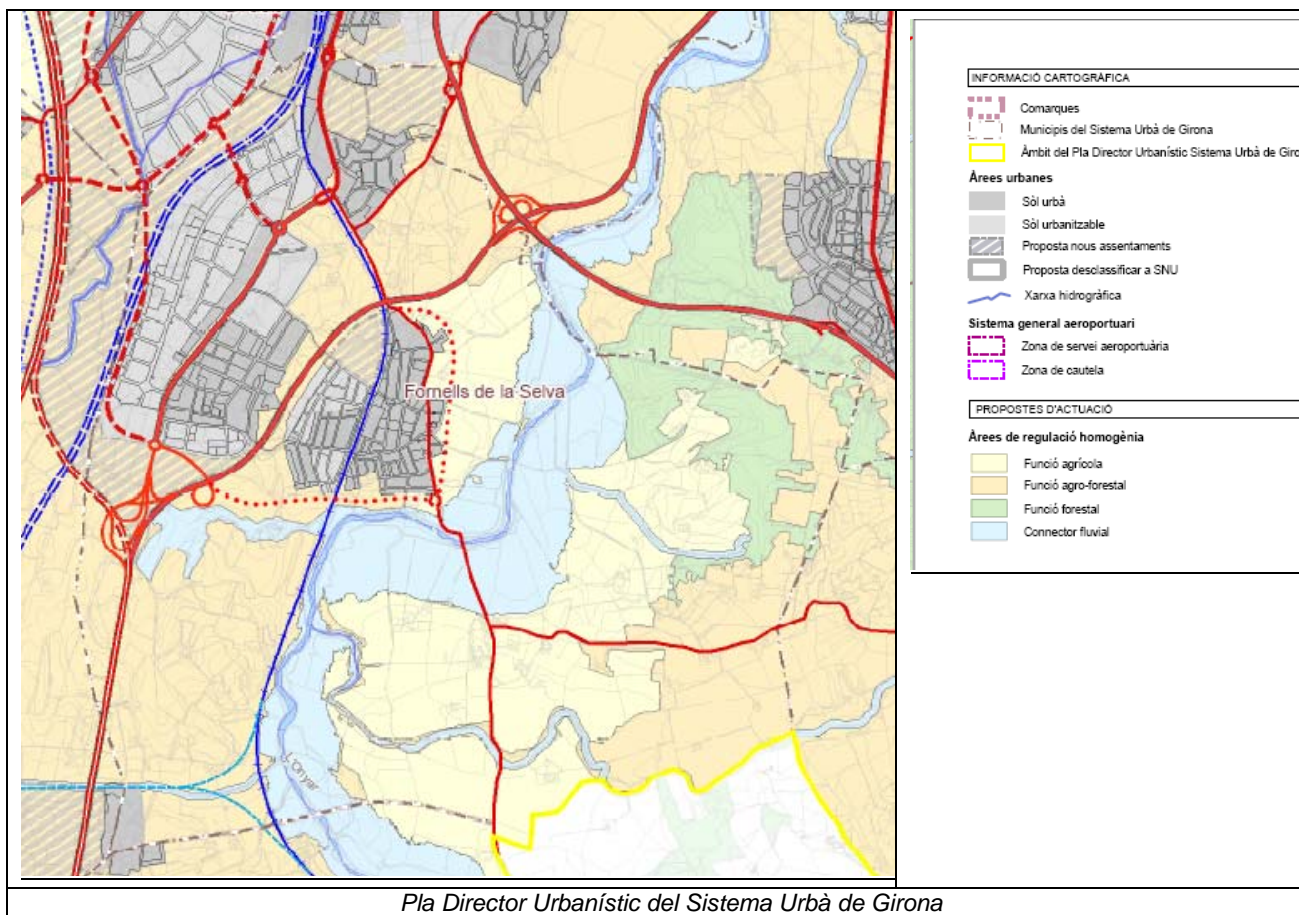 Fornells de la Selva
L'Onyar
INFORMACIÓ CARTOGRÀFICA
Comarques
Municipis del Sistema Urbà de Girona
Àmbit del Pla Director Urbanístic Sistema Urbà de Giro
Àrees urbanes
Sòl urbà
Sòl urbanitzable
Proposta nous assentaments
Proposta desclassificar a SNU
Xarxa hidrogràfica
Sistema general aeroportuari
Zona de servei aeroportuària
Zona de cautela
PROPOSTES D'ACTUACIÓ
Àrees de regulació homogènia
Funció agrícola
Funció agro-forestal
Funció forestal
Connector fluvial
Pla Director Urbanístic del Sistema Urbà de Girona